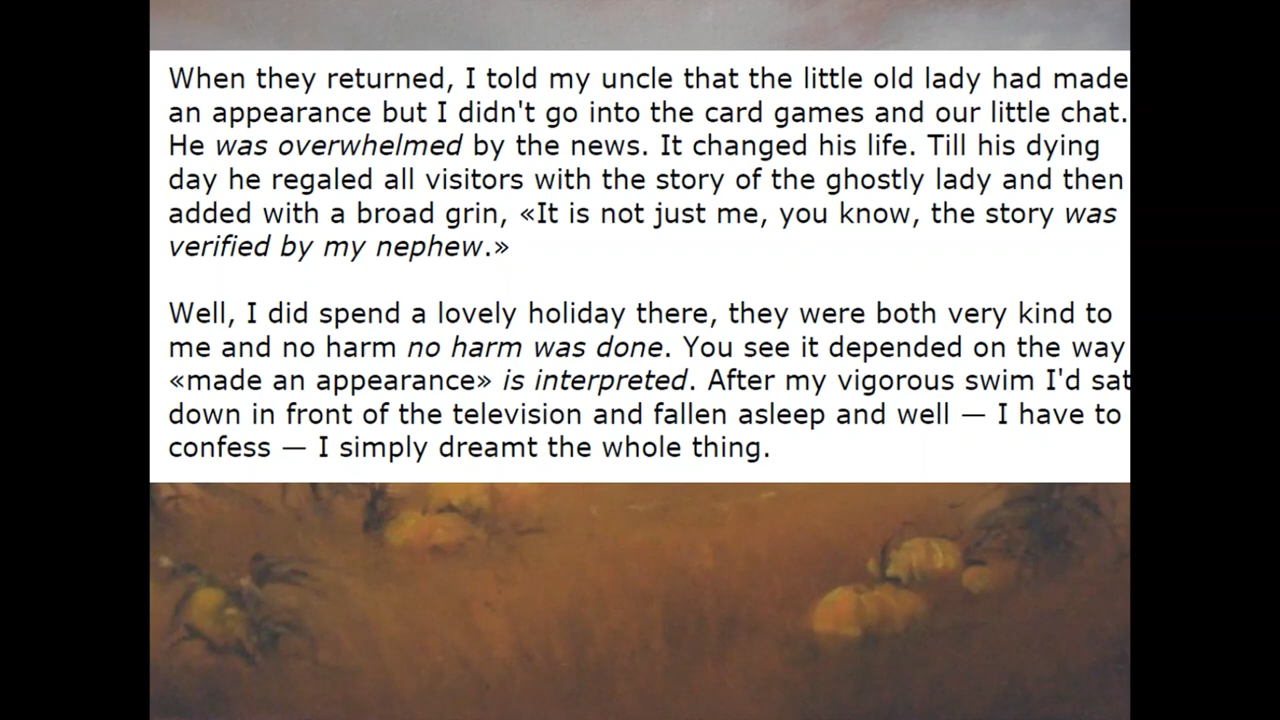 When they returned, I told my uncle that the little old lady had made
an appearance but I didn't go into the card games and our little chat.
He was overwhelmed by the news. It changed his life. Till his dying
day he regaled all visitors with the story of the ghostly lady and then
added with a broad grin, «It is not just me, you know, the story was
verified by my nephew.»
Well, I did spend a lovely holiday there, they were both very kind to
me and no harm no harm was done. You see it depended on the way
«made an appearance» is interpreted. After my vigorous swim I'd sat
down in front of the television and fallen asleep and well — I have to
confess — I simply dreamt the whole thing.